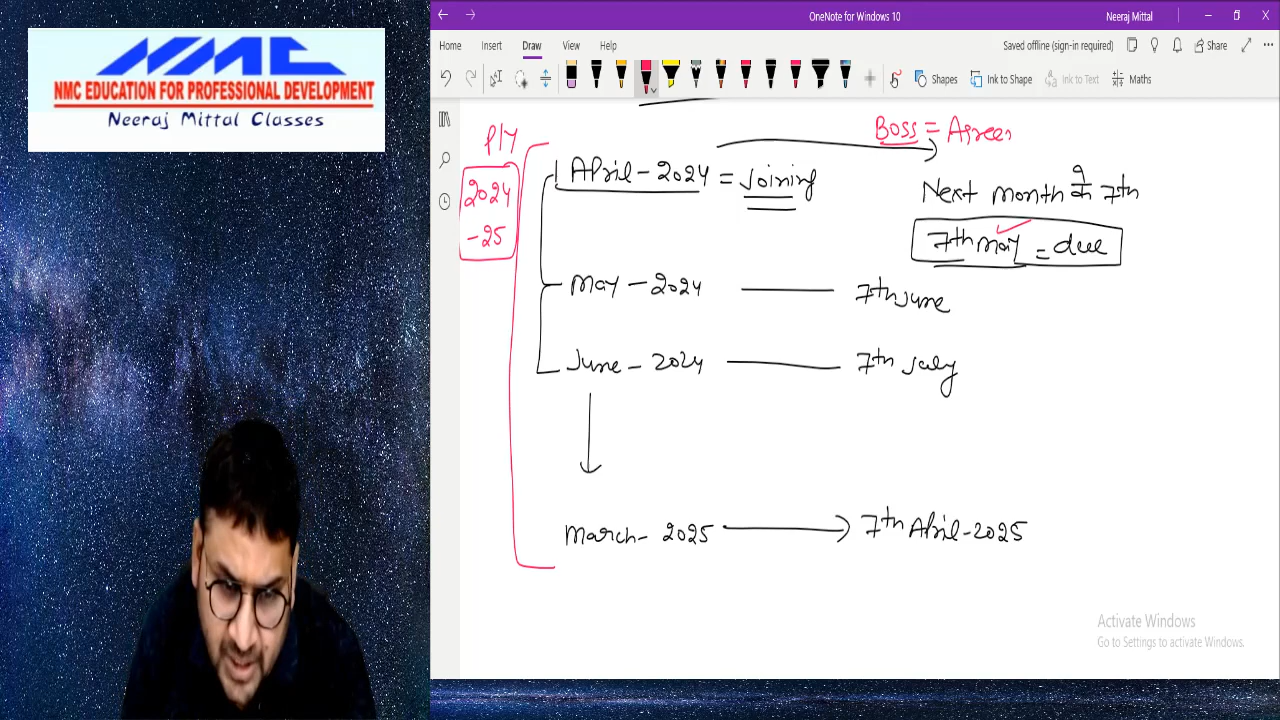 NMC
NMC EDUCATION FOR PROFESSIONAL DEVELOPMENT
Neeraj Mittal Classes
OneNote for Windows 10
Neeraj Mittal
Home Insert Draw View Help
Saved offline (sign-in required)
Share
Shapes Ink to Shape Ink to Text Maths
P/Y
2024
-25
Boss = Agree
1 April-2024 = Joining
Next month के 7th
7th may = due
May - 2024 7th June
June - 2024 7th July
March - 2025 7th April-2025
Activate Windows
Go to Settings to activate Windows.